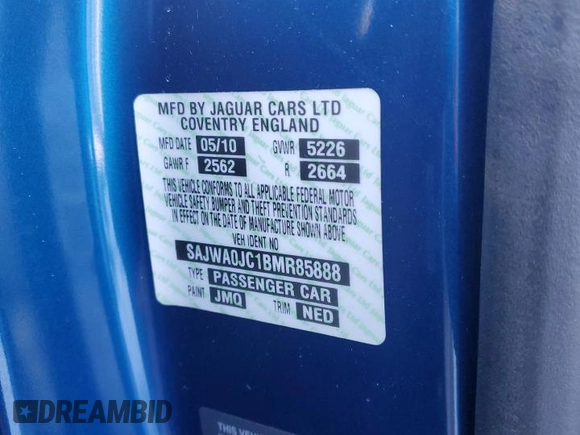 MFD BY JAGUAR CARS LTD
COVENTRY ENGLAND
MFD DATE 05/10 GVWR 5226
GAWR F 2562 R 2664
THIS VEHICLE CONFORMS TO ALL APPLICABLE FEDERAL MOTOR
VEHICLE SAFETY BUMPER AND THEFT PREVENTION STANDARDS
IN EFFECT ON THE DATE OF MANUFACTURE SHOWN ABOVE.
VEH IDENT NO
SAJWA0JC1BMR85888
TYPE PASSENGER CAR
PAINT JMQ TRIM NED
THIS VEH
DREAMBID